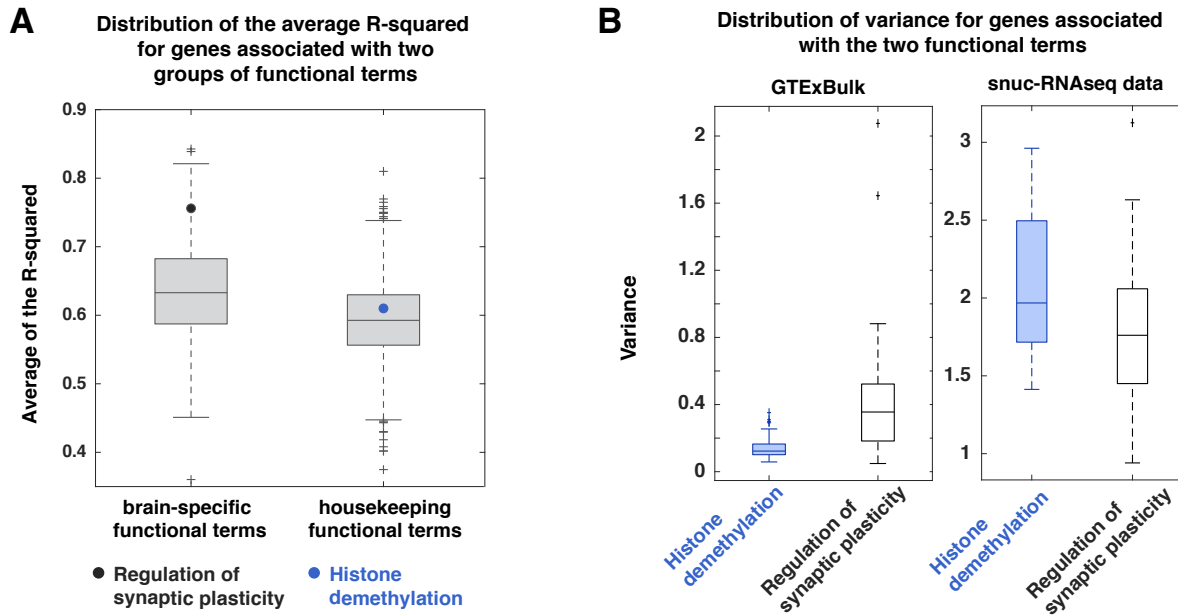 A
Distribution of the average R-squared
for genes associated with two
groups of functional terms
Average of the R-squared
0.9
0.8
0.7
0.6
0.5
0.4
brain-specific
functional terms
housekeeping
functional terms
Regulation of
synaptic plasticity
Histone
demethylation
B
Distribution of variance for genes associated
with the two functional terms
GTExBulk
Variance
2
1.6
1.2
0.8
0.4
0
Histone
demethylation
Regulation of
synaptic plasticity
snuc-RNAseq data
3
2.5
2
1.5
1
Histone
demethylation
Regulation of
synaptic plasticity